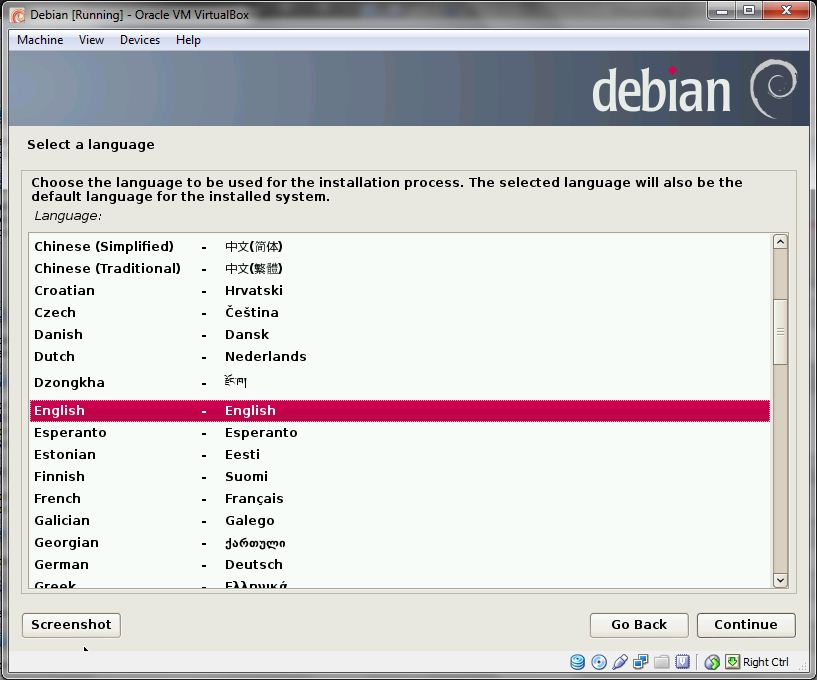 Debian [Running] - Oracle VM VirtualBox
Machine View Devices Help
debian
Select a language
Choose the language to be used for the installation process. The selected language will also be the
default language for the installed system.
Language:
Chinese (Simplified) - 中文(简体)
Chinese (Traditional) - 中文(繁體)
Croatian - Hrvatski
Czech - Čeština
Danish - Dansk
Dutch - Nederlands
Dzongkha - རྫོང་ཁ།
English - English
Esperanto - Esperanto
Estonian - Eesti
Finnish - Suomi
French - Français
Galician - Galego
Georgian - ქართული
German - Deutsch
Greek - Ελληνικά
Screenshot Go Back Continue
Right Ctrl